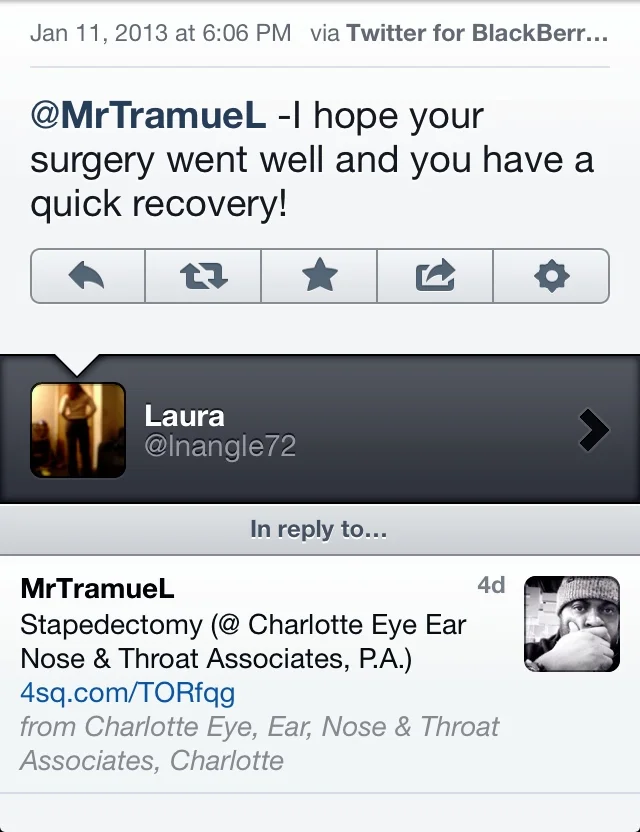 Jan 11, 2013 at 6:06 PM via Twitter for BlackBerr...
@MrTramueL -I hope your
surgery went well and you have a
quick recovery!
Laura
@lnangle72
In reply to...
MrTramueL 4d
Stapedectomy (@ Charlotte Eye Ear
Nose & Throat Associates, P.A.)
4sq.com/TORfqg
from Charlotte Eye, Ear, Nose & Throat
Associates, Charlotte